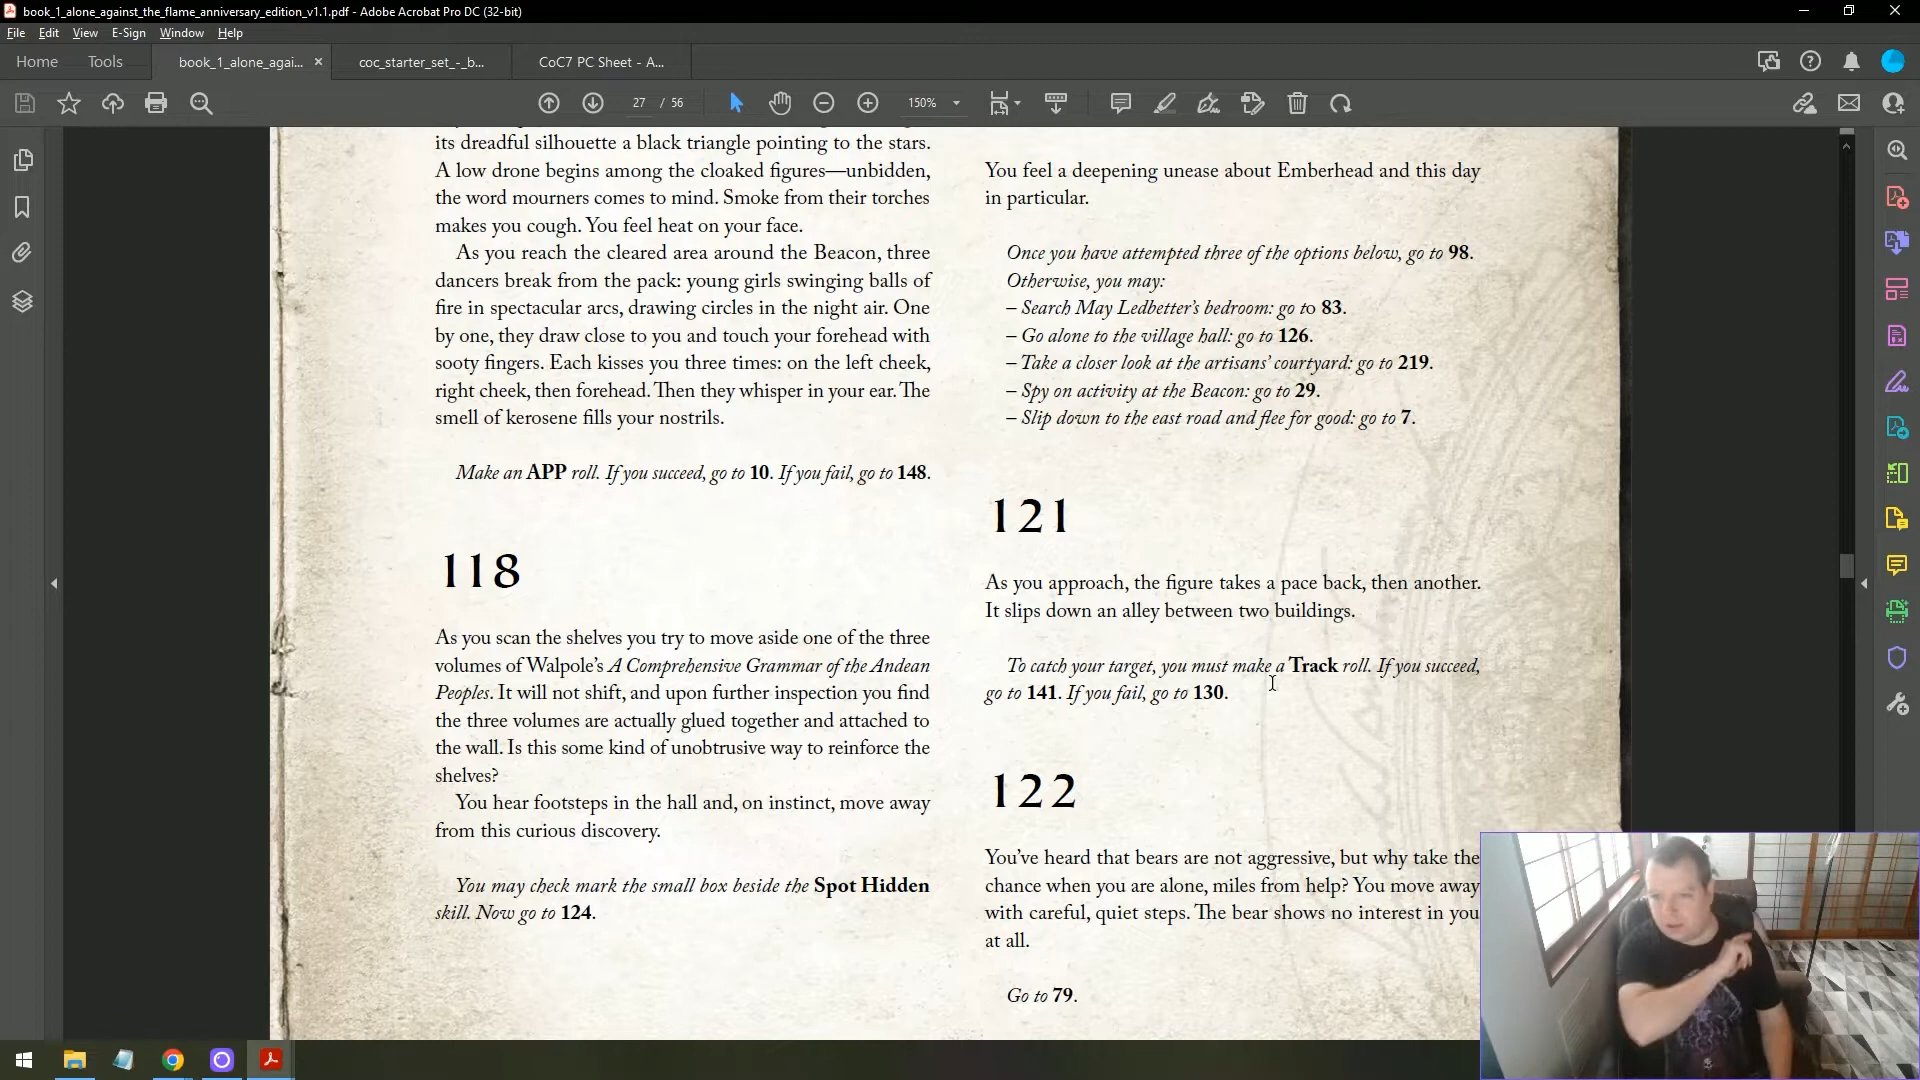 book_1_alone_against_the_flame_anniversary_edition_v1.1.pdf - Adobe Acrobat Pro DC (32-bit)
File Edit View E-Sign Window Help
Home Tools book_1_alone_agai... × coc_starter_set_-_b... CoC7 PC Sheet - A...
27 / 56 150%
its dreadful silhouette a black triangle pointing to the stars.
A low drone begins among the cloaked figures—unbidden,
the word mourners comes to mind. Smoke from their torches
makes you cough. You feel heat on your face.
As you reach the cleared area around the Beacon, three
dancers break from the pack: young girls swinging balls of
fire in spectacular arcs, drawing circles in the night air. One
by one, they draw close to you and touch your forehead with
sooty fingers. Each kisses you three times: on the left cheek,
right cheek, then forehead. Then they whisper in your ear. The
smell of kerosene fills your nostrils.
Make an APP roll. If you succeed, go to 10. If you fail, go to 148.
118
As you scan the shelves you try to move aside one of the three
volumes of Walpole's A Comprehensive Grammar of the Andean
Peoples. It will not shift, and upon further inspection you find
the three volumes are actually glued together and attached to
the wall. Is this some kind of unobtrusive way to reinforce the
shelves?
You hear footsteps in the hall and, on instinct, move away
from this curious discovery.
You may check mark the small box beside the Spot Hidden
skill. Now go to 124.
You feel a deepening unease about Emberhead and this day
in particular.
Once you have attempted three of the options below, go to 98.
Otherwise, you may:
– Search May Ledbetter's bedroom: go to 83.
– Go alone to the village hall: go to 126.
– Take a closer look at the artisans' courtyard: go to 219.
– Spy on activity at the Beacon: go to 29.
– Slip down to the east road and flee for good: go to 7.
121
As you approach, the figure takes a pace back, then another.
It slips down an alley between two buildings.
To catch your target, you must make a Track roll. If you succeed,
go to 141. If you fail, go to 130.
122
You've heard that bears are not aggressive, but why take the
chance when you are alone, miles from help? You move away
with careful, quiet steps. The bear shows no interest in you
at all.
Go to 79.